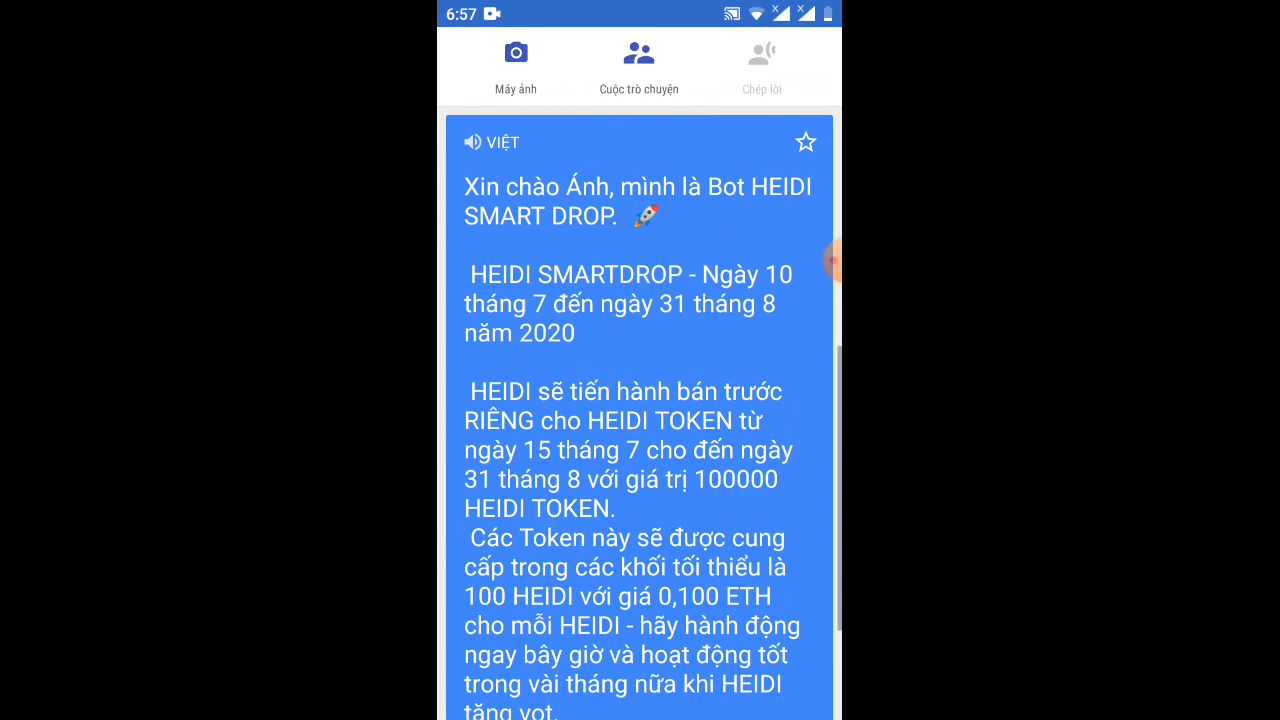 6:57
Máy ảnh
Cuộc trò chuyện
Chép lời
VIỆT
Xin chào Ánh, mình là Bot HEIDI
SMART DROP. 🚀
HEIDI SMARTDROP - Ngày 10
tháng 7 đến ngày 31 tháng 8
năm 2020
HEIDI sẽ tiến hành bán trước
RIÊNG cho HEIDI TOKEN từ
ngày 15 tháng 7 cho đến ngày
31 tháng 8 với giá trị 100000
HEIDI TOKEN.
Các Token này sẽ được cung
cấp trong các khối tối thiểu là
100 HEIDI với giá 0,100 ETH
cho mỗi HEIDI - hãy hành động
ngay bây giờ và hoạt động tốt
trong vài tháng nữa khi HEIDI
tăng vọt.